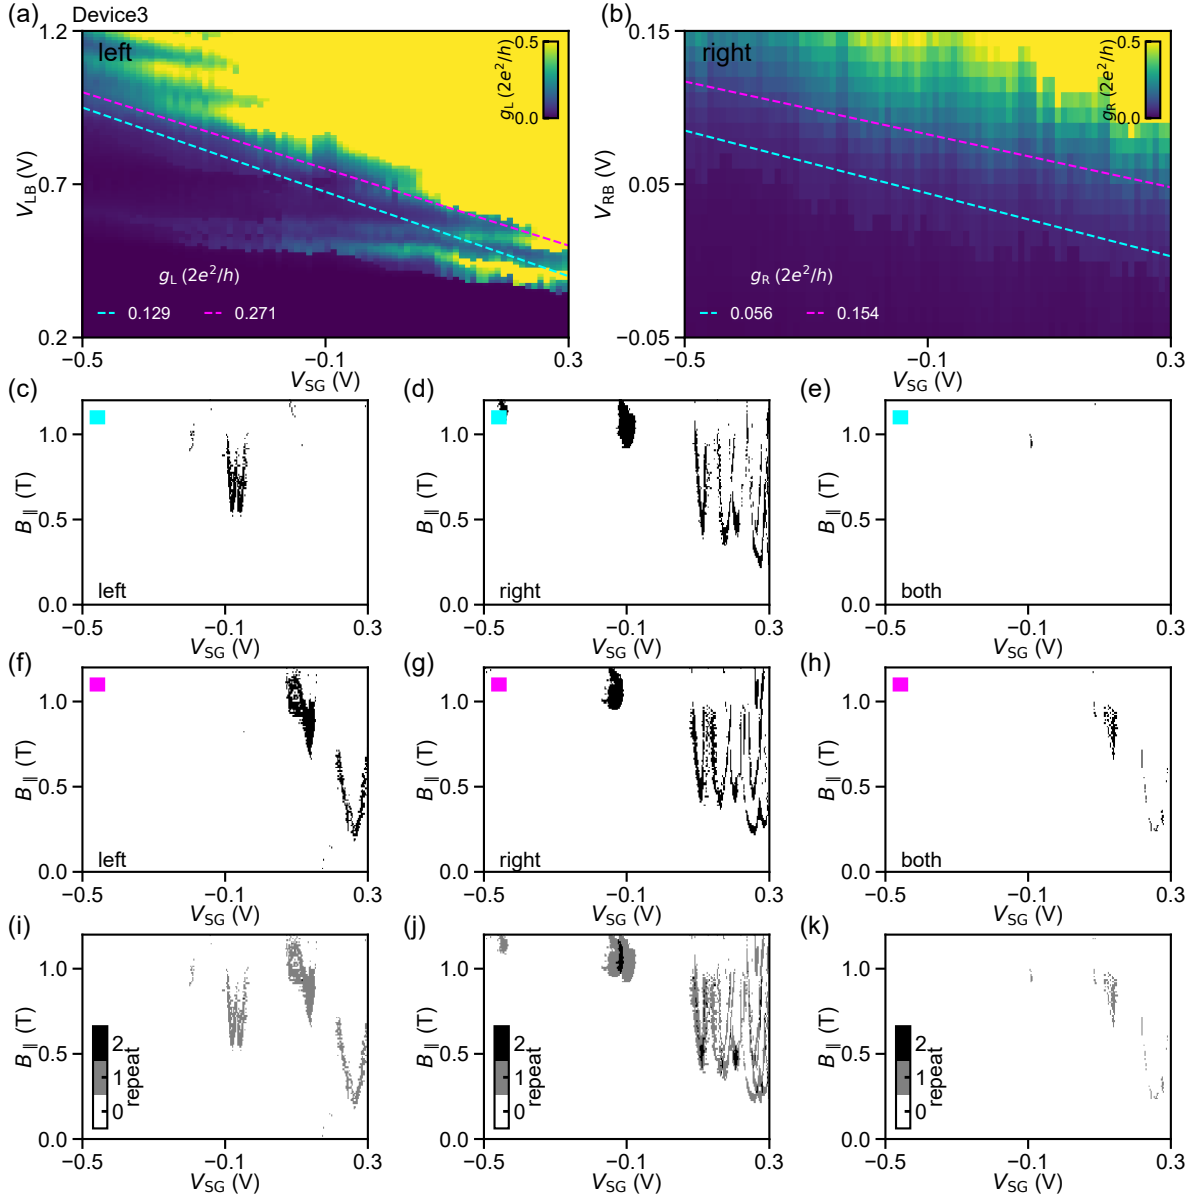 (a) Device3
(b)
1.2
0.7
0.2
V_LB (V)
left
0.5
0.0
g_L (2e²/h)
g_L (2e²/h)
0.129 0.271
−0.5 −0.1 0.3
V_SG (V)
0.15
0.05
−0.05
V_RB (V)
right
0.5
0.0
g_R (2e²/h)
g_R (2e²/h)
0.056 0.154
−0.5 −0.1 0.3
V_SG (V)
(c)
1.0
0.5
0.0
B_∥ (T)
left
−0.5 −0.1 0.3
V_SG (V)
(d)
1.0
0.5
0.0
B_∥ (T)
right
−0.5 −0.1 0.3
V_SG (V)
(e)
1.0
0.5
0.0
B_∥ (T)
both
−0.5 −0.1 0.3
V_SG (V)
(f)
1.0
0.5
0.0
B_∥ (T)
left
−0.5 −0.1 0.3
V_SG (V)
(g)
1.0
0.5
0.0
B_∥ (T)
right
−0.5 −0.1 0.3
V_SG (V)
(h)
1.0
0.5
0.0
B_∥ (T)
both
−0.5 −0.1 0.3
V_SG (V)
(i)
1.0
0.5
0.0
B_∥ (T)
2
1
0
repeat
−0.5 −0.1 0.3
V_SG (V)
(j)
1.0
0.5
0.0
B_∥ (T)
2
1
0
repeat
−0.5 −0.1 0.3
V_SG (V)
(k)
1.0
0.5
0.0
B_∥ (T)
2
1
0
repeat
−0.5 −0.1 0.3
V_SG (V)